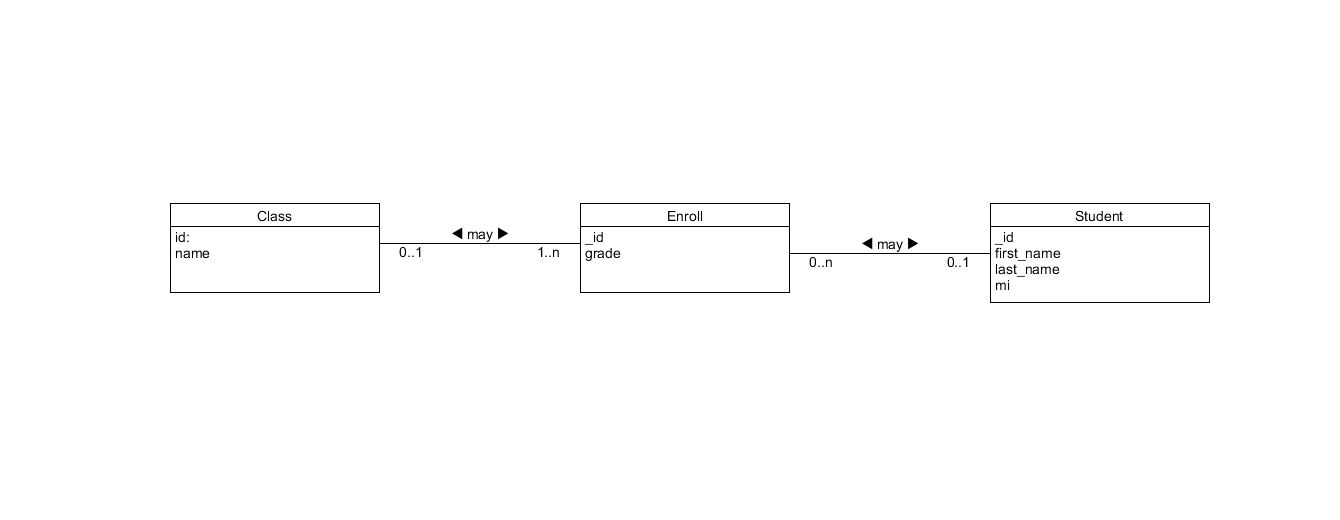 Class
id:
name
◀ may ▶
0..1
1..n
Enroll
_id
grade
◀ may ▶
0..n
0..1
Student
_id
first_name
last_name
mi